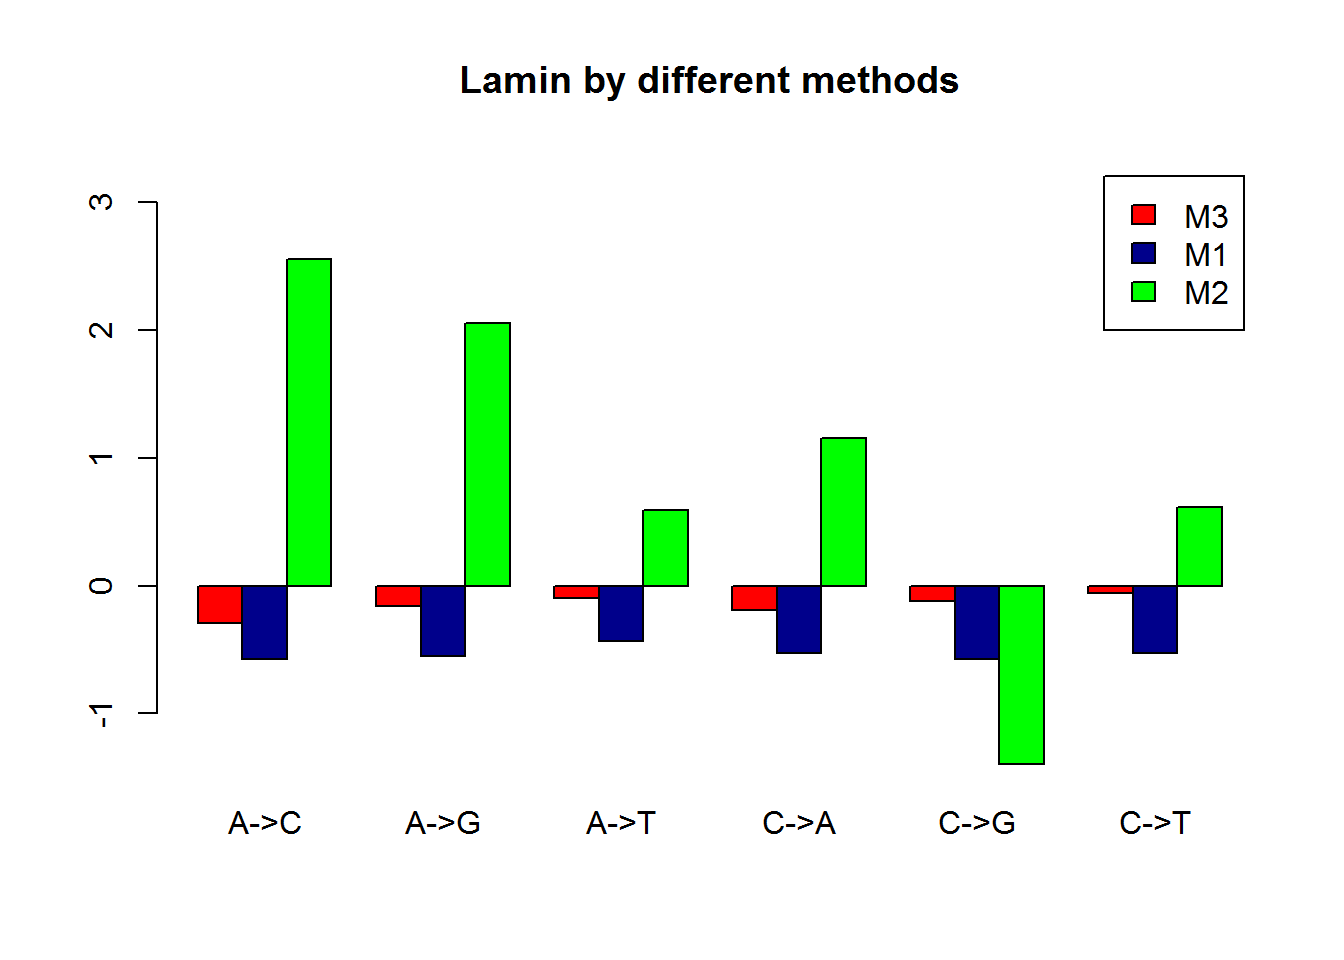 Lamin by different methods
3
2
1
0
-1
M3
M1
M2
A->C
A->G
A->T
C->A
C->G
C->T